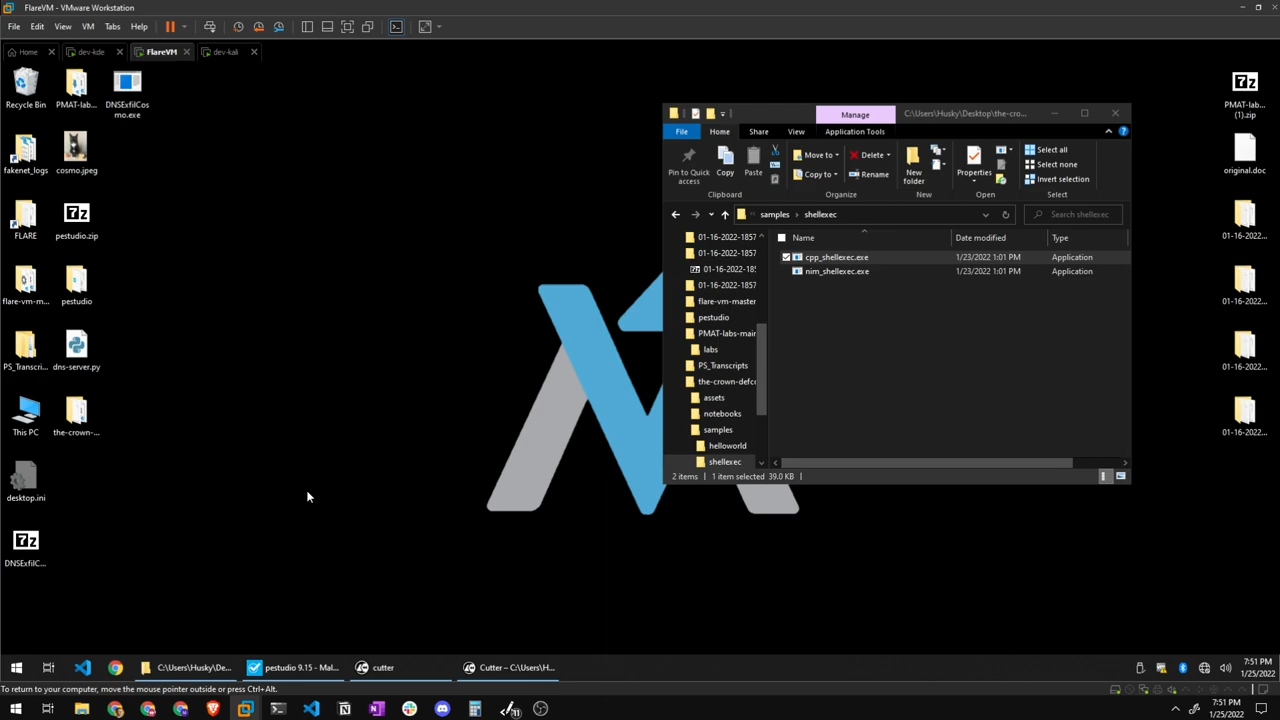 FlareVM - VMware Workstation
File Edit View VM Tabs Help
Home dev-kde FlareVM dev-kali
Recycle Bin
PMAT-lab...
DNSExfilCos
mo.exe
fakenet_logs
cosmo.jpeg
FLARE
pestudio.zip
flare-vm-m...
pestudio
PS_Transcri...
dns-server.py
This PC
the-crown-...
desktop.ini
DNSExfilC...
Manage C:\Users\Husky\Desktop\the-cro...
File Home Share View Application Tools
Pin to Quick
access
Copy
Paste
Clipboard
Move to
Copy to
Delete
Rename
Organize
New
folder
New
Properties
Open
Select all
Select none
Invert selection
Select
samples shellexec
Search shellexec
Name Date modified Type
cpp_shellexec.exe 1/23/2022 1:01 PM Application
nim_shellexec.exe 1/23/2022 1:01 PM Application
01-16-2022-1857
01-16-2022-1857
01-16-2022-185
01-16-2022-1857
flare-vm-master
pestudio
PMAT-labs-main
labs
PS_Transcripts
the-crown-defco
assets
notebooks
samples
helloworld
shellexec
2 items 1 item selected 39.0 KB
7z
PMAT-lab...
(1).zip
original.doc
01-16-2022...
01-16-2022...
01-16-2022...
01-16-2022...
C:\Users\Husky\De...
pestudio 9.15 - Mal...
cutter
Cutter – C:\Users\H...
7:51 PM
1/25/2022
To return to your computer, move the mouse pointer outside or press Ctrl+Alt.
7:51 PM
1/25/2022